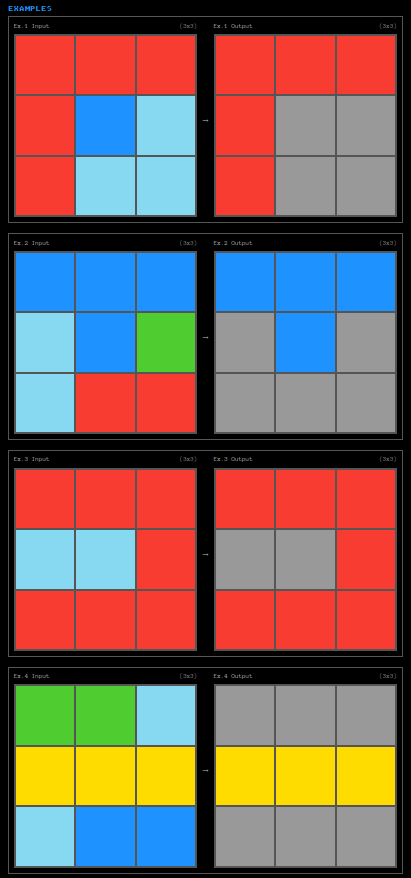 EXAMPLES
Ex.1 Input (3x3) Ex.1 Output (3x3)
→
Ex.2 Input (3x3) Ex.2 Output (3x3)
→
Ex.3 Input (3x3) Ex.3 Output (3x3)
→
Ex.4 Input (3x3) Ex.4 Output (3x3)
→